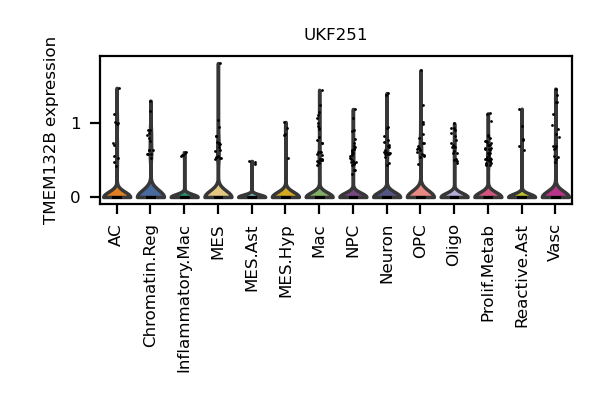 UKF251
TMEM132B expression
1
0
AC
Chromatin.Reg
Inflammatory.Mac
MES
MES.Ast
MES.Hyp
Mac
NPC
Neuron
OPC
Oligo
Prolif.Metab
Reactive.Ast
Vasc